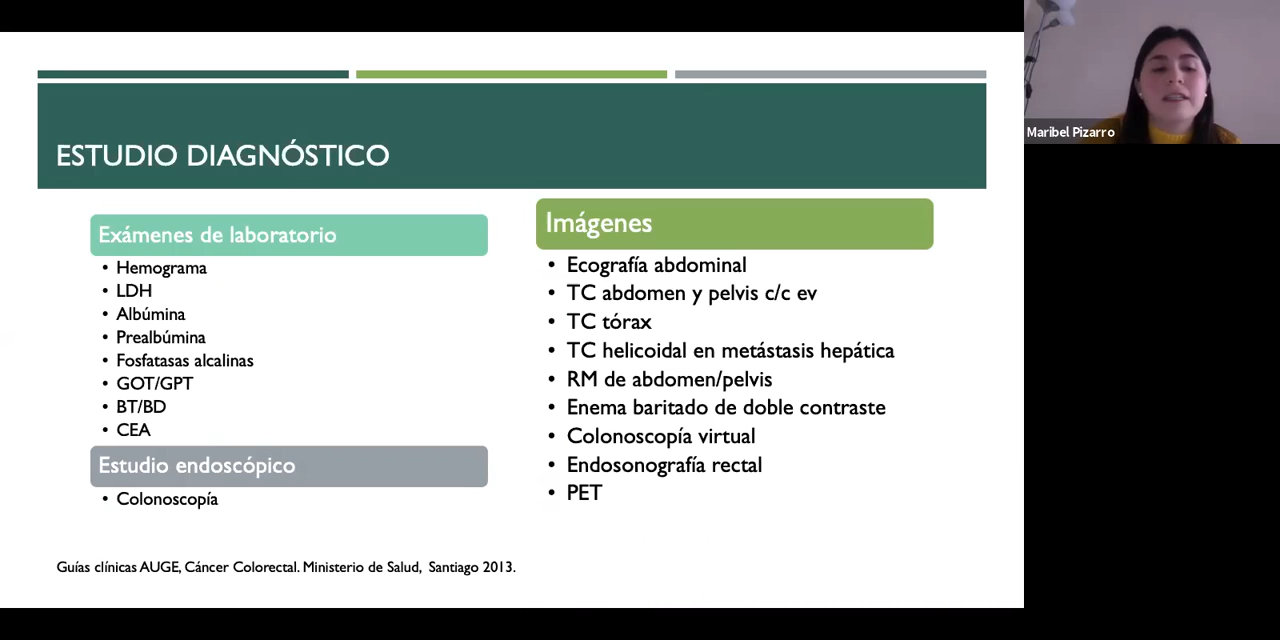 ESTUDIO DIAGNÓSTICO
Exámenes de laboratorio
• Hemograma
• LDH
• Albúmina
• Prealbúmina
• Fosfatasas alcalinas
• GOT/GPT
• BT/BD
• CEA
Estudio endoscópico
• Colonoscopía
Imágenes
• Ecografía abdominal
• TC abdomen y pelvis c/c ev
• TC tórax
• TC helicoidal en metástasis hepática
• RM de abdomen/pelvis
• Enema baritado de doble contraste
• Colonoscopía virtual
• Endosonografía rectal
• PET
Guías clínicas AUGE, Cáncer Colorectal. Ministerio de Salud, Santiago 2013.
Maribel Pizarro